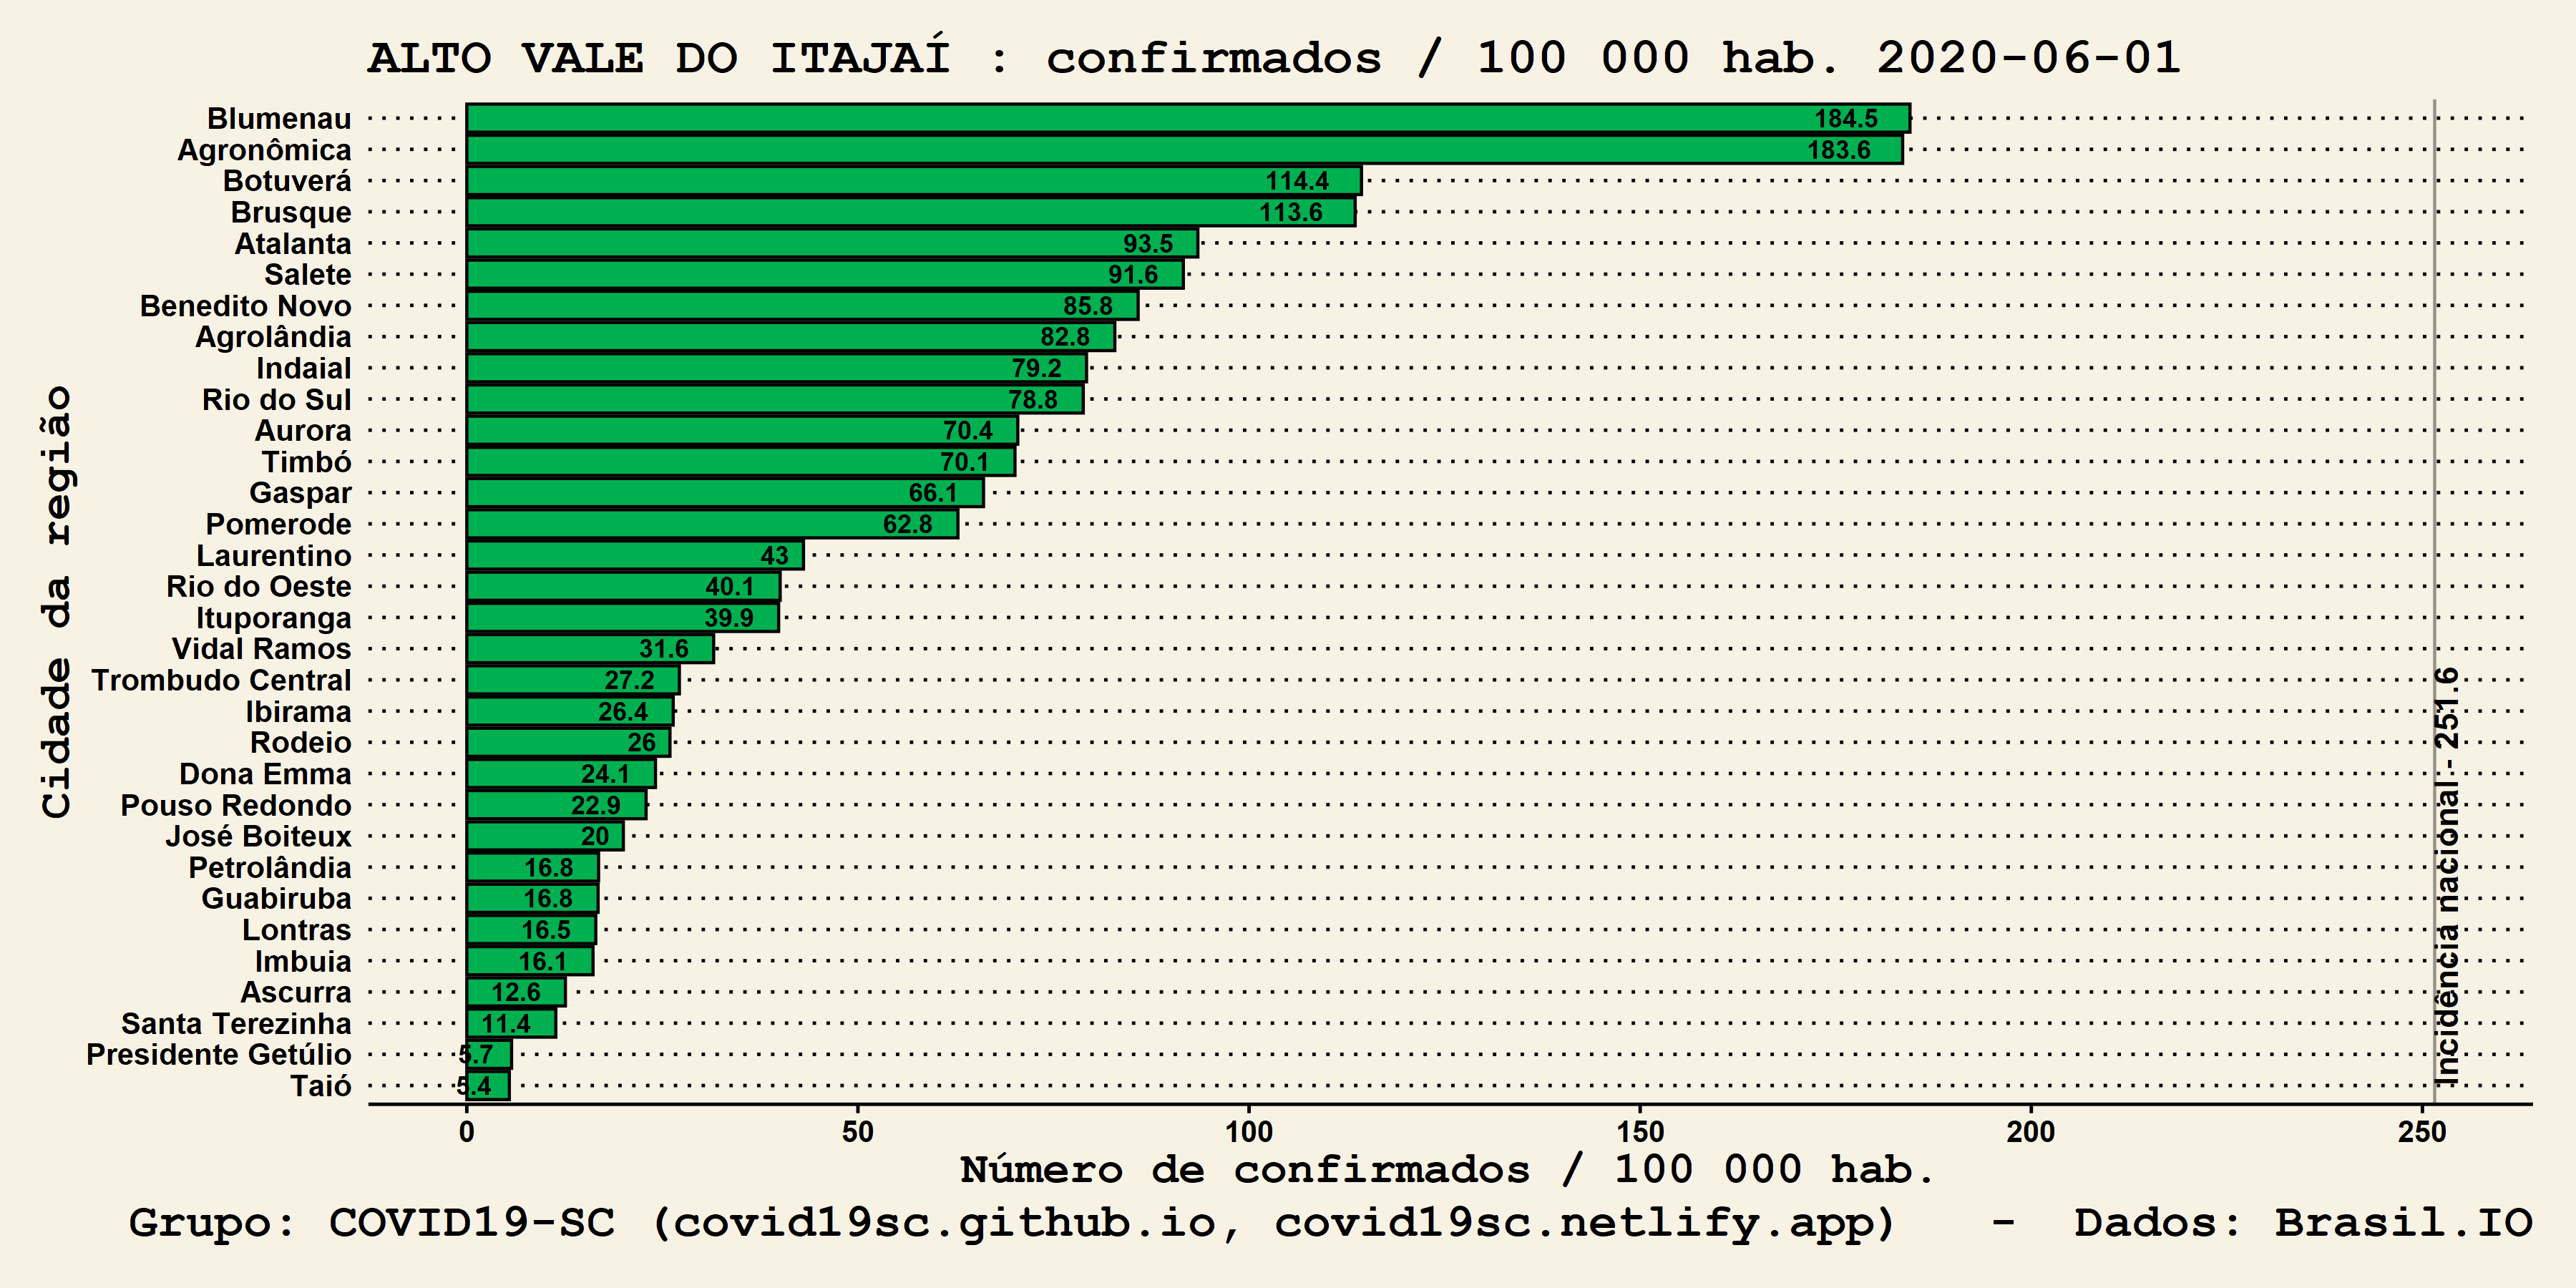 ALTO VALE DO ITAJAÍ : confirmados / 100 000 hab. 2020-06-01
Cidade da região
Blumenau 184.5
Agronômica 183.6
Botuverá 114.4
Brusque 113.6
Atalanta 93.5
Salete 91.6
Benedito Novo 85.8
Agrolândia 82.8
Indaial 79.2
Rio do Sul 78.8
Aurora 70.4
Timbó 70.1
Gaspar 66.1
Pomerode 62.8
Laurentino 43
Rio do Oeste 40.1
Ituporanga 39.9
Vidal Ramos 31.6
Trombudo Central 27.2
Ibirama 26.4
Rodeio 26
Dona Emma 24.1
Pouso Redondo 22.9
José Boiteux 20
Petrolândia 16.8
Guabiruba 16.8
Lontras 16.5
Imbuia 16.1
Ascurra 12.6
Santa Terezinha 11.4
Presidente Getúlio 5.7
Taió 5.4
Incidência nacional - 251.6
0 50 100 150 200 250
Número de confirmados / 100 000 hab.
Grupo: COVID19-SC (covid19sc.github.io, covid19sc.netlify.app) - Dados: Brasil.IO